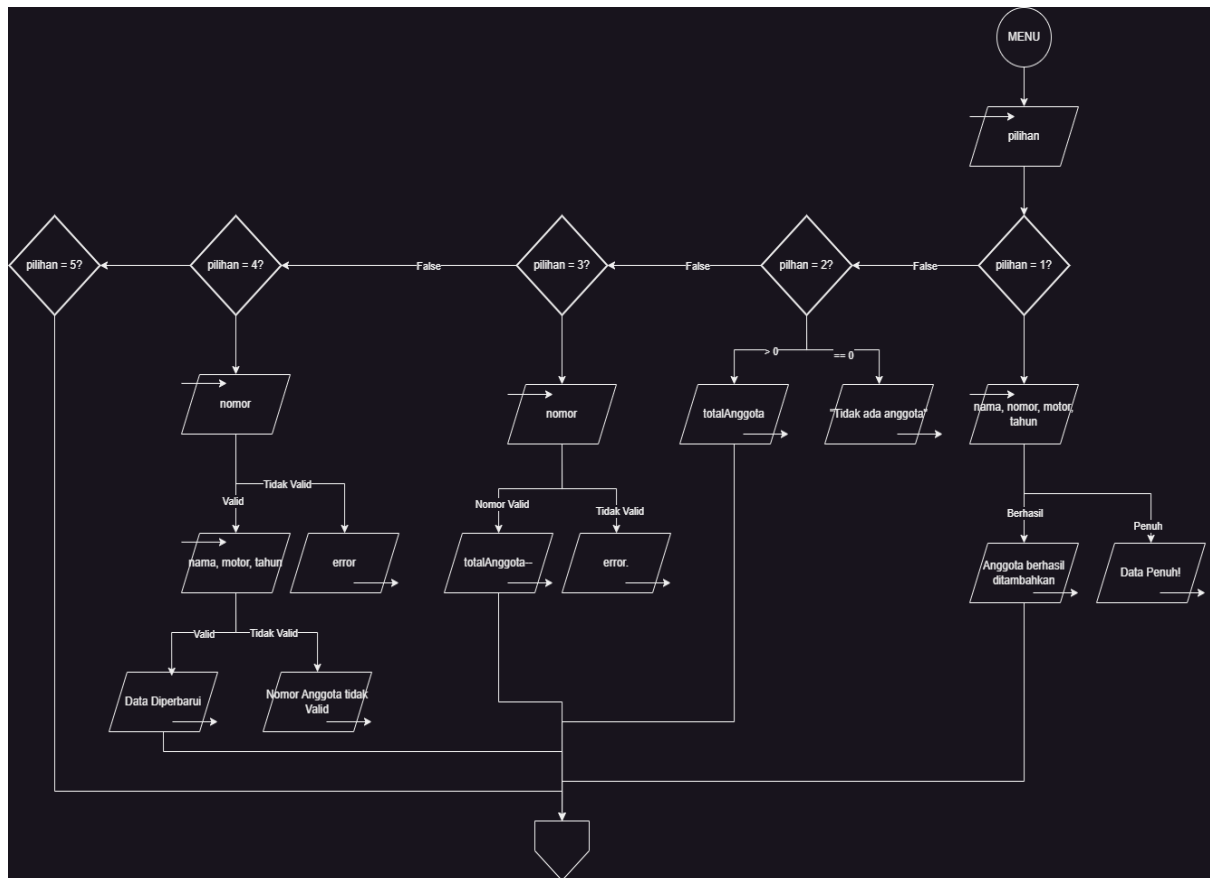 MENU
pilihan
pilihan = 5?
pilihan = 4?
False
pilihan = 3?
False
pilhan = 2?
False
pilihan = 1?
> 0
== 0
nomor
nomor
totalAnggota
"Tidak ada anggota"
nama, nomor, motor,
tahun
Valid
Tidak Valid
Nomor Valid
Tidak Valid
Berhasil
Penuh
nama, motor, tahun
error
totalAnggota--
error.
Anggota berhasil
ditambahkan
Data Penuh!
Valid
Tidak Valid
Data Diperbarui
Nomor Anggota tidak
Valid